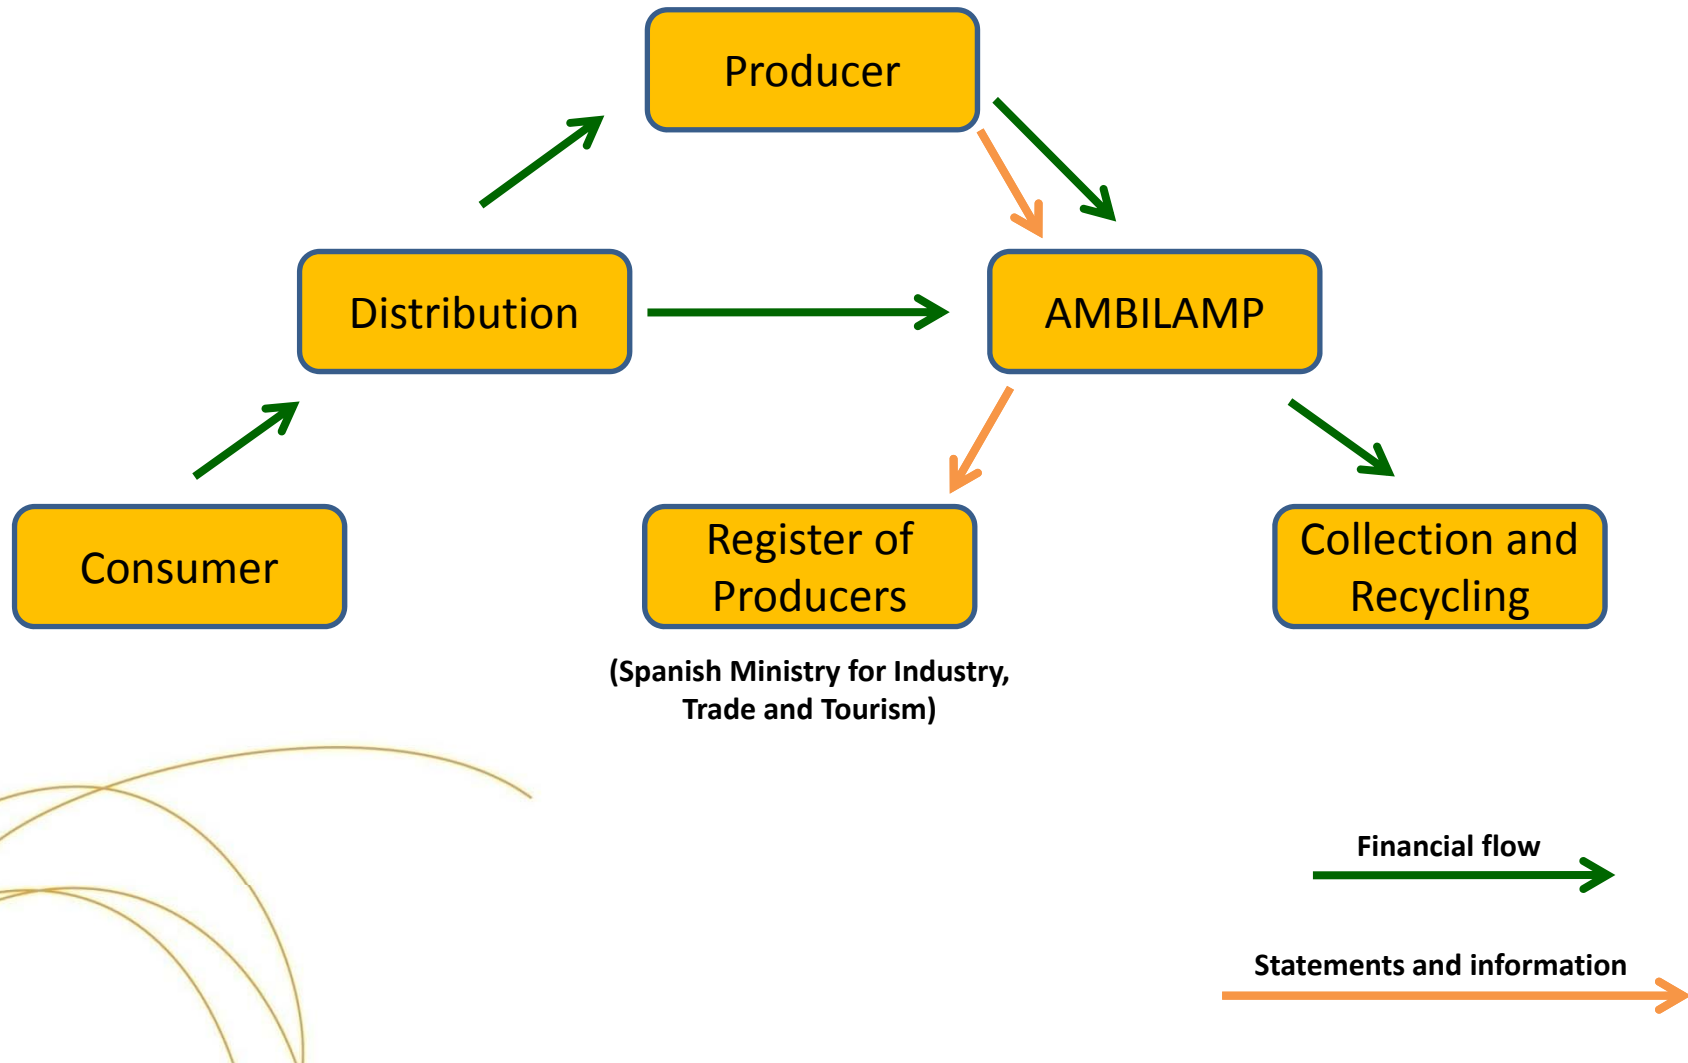 Producer
Distribution
AMBILAMP
Consumer
Register of
Producers
Collection and
Recycling
(Spanish Ministry for Industry,
Trade and Tourism)
Financial flow
Statements and information